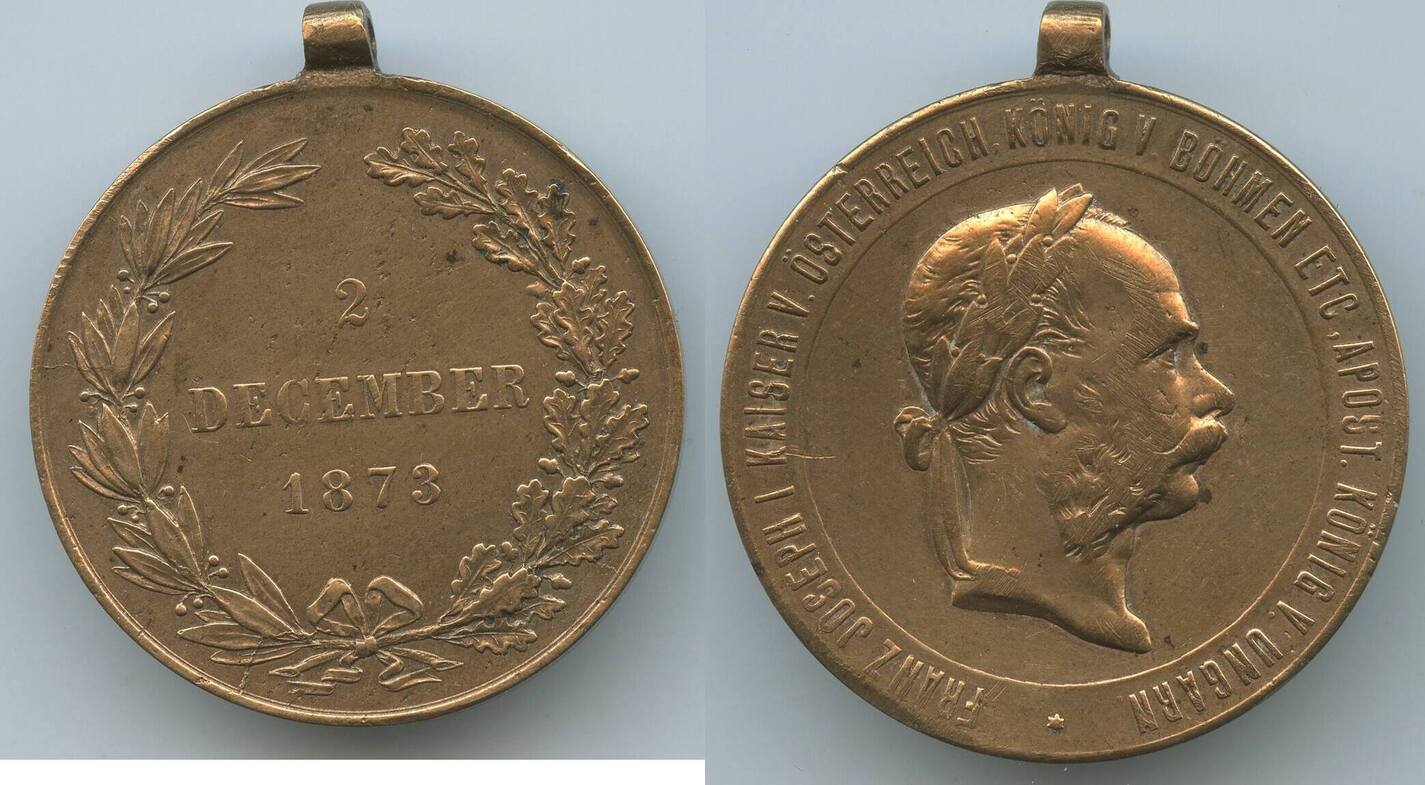 2
DECEMBER
1873
FRANZ JOSEPH I KAISER V. ÖSTERREICH, KÖNIG V BÖHMEN ETC, APOST. KÖNIG V. UNGARN.